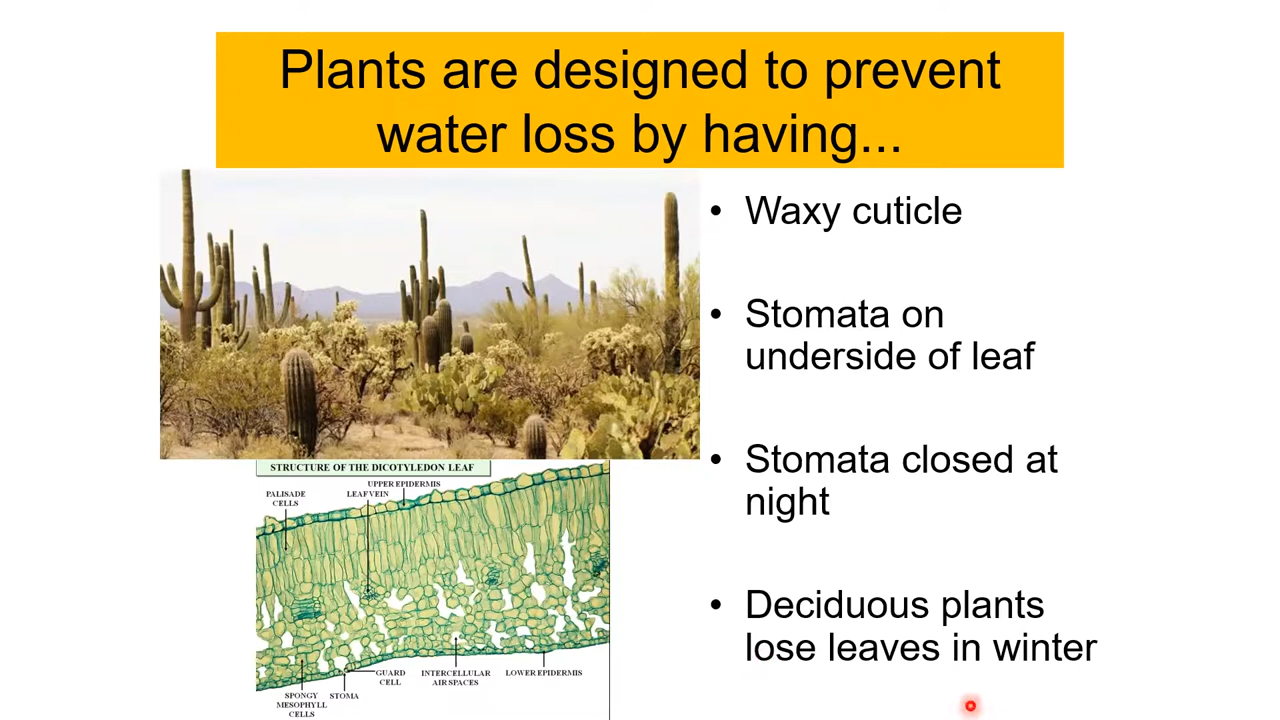 Plants are designed to prevent
water loss by having...
• Waxy cuticle
• Stomata on
underside of leaf
• Stomata closed at
night
• Deciduous plants
lose leaves in winter
STRUCTURE OF THE DICOTYLEDON LEAF
UPPER EPIDERMIS
PALISADE
CELLS
LEAF VEIN
GUARD
CELL
INTERCELLULAR
AIR SPACES
LOWER EPIDERMIS
SPONGY
MESOPHYLL
CELLS
STOMA